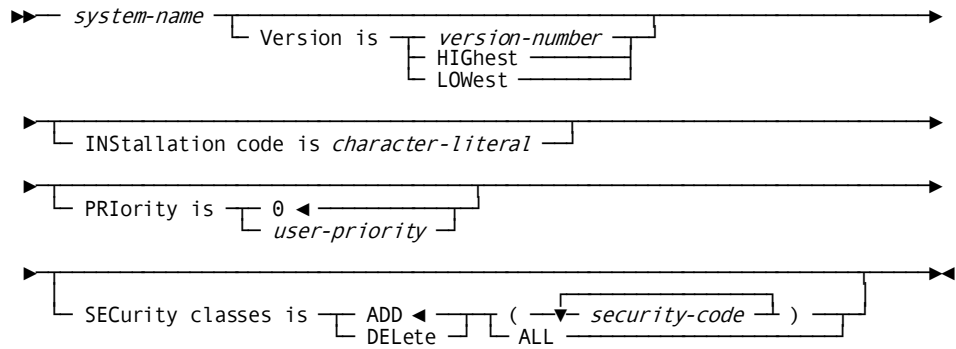 system-name
Version is version-number
HIGhest
LOWest
INStallation code is character-literal
PRIority is 0
user-priority
SECurity classes is ADD ( security-code )
DELete ALL